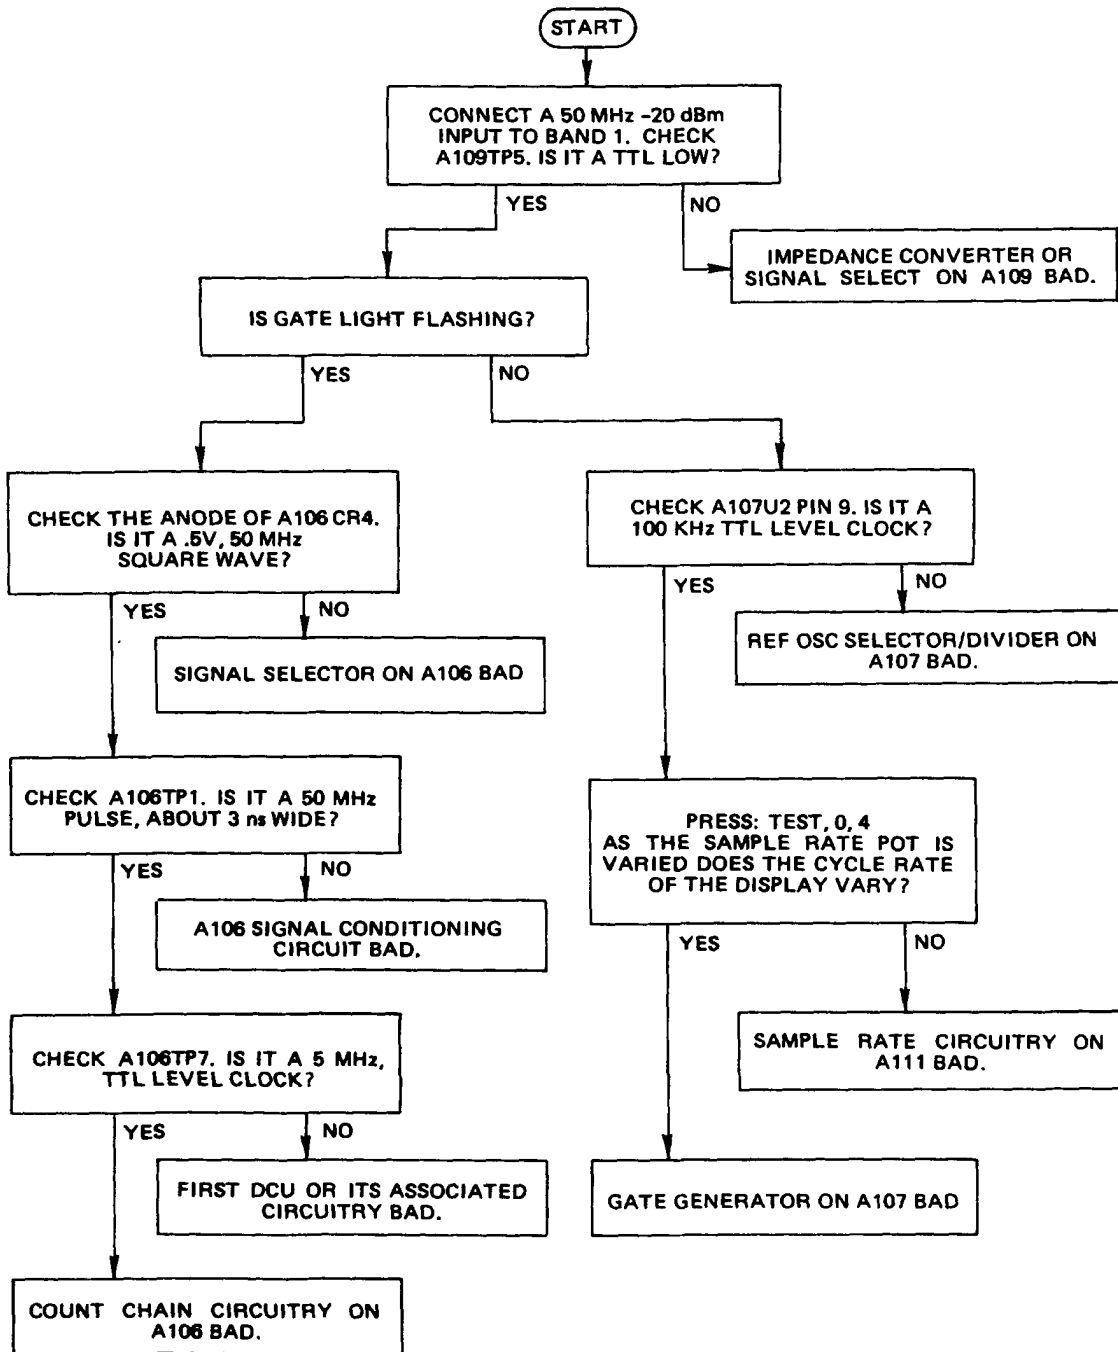 START
CONNECT A 50 MHz -20 dBm
INPUT TO BAND 1. CHECK
A109TP5. IS IT A TTL LOW?
YES
NO
IMPEDANCE CONVERTER OR
SIGNAL SELECT ON A109 BAD.
IS GATE LIGHT FLASHING?
YES
NO
CHECK THE ANODE OF A106 CR4.
IS IT A .5V, 50 MHz
SQUARE WAVE?
YES
NO
SIGNAL SELECTOR ON A106 BAD
CHECK A106TP1. IS IT A 50 MHz
PULSE, ABOUT 3 ns WIDE?
YES
NO
A106 SIGNAL CONDITIONING
CIRCUIT BAD.
CHECK A106TP7. IS IT A 5 MHz,
TTL LEVEL CLOCK?
YES
NO
FIRST DCU OR ITS ASSOCIATED
CIRCUITRY BAD.
COUNT CHAIN CIRCUITRY ON
A106 BAD.
CHECK A107U2 PIN 9. IS IT A
100 KHz TTL LEVEL CLOCK?
YES
NO
REF OSC SELECTOR/DIVIDER ON
A107 BAD.
PRESS: TEST, 0, 4
AS THE SAMPLE RATE POT IS
VARIED DOES THE CYCLE RATE
OF THE DISPLAY VARY?
YES
NO
SAMPLE RATE CIRCUITRY ON
A111 BAD.
GATE GENERATOR ON A107 BAD